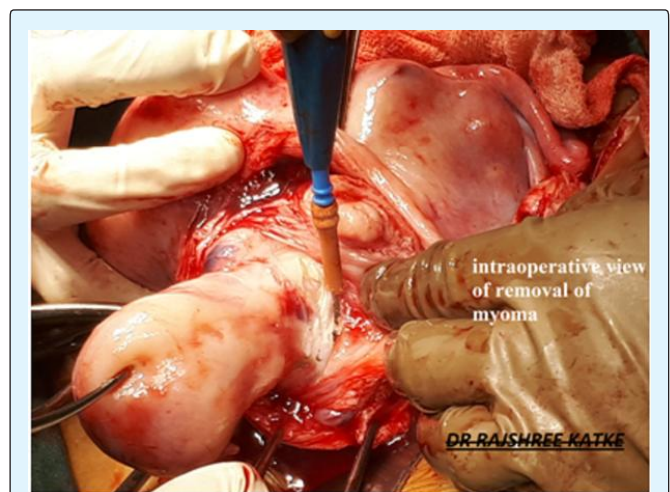 intraoperative view
of removal of
myoma
DR RAJSHREE KATKE